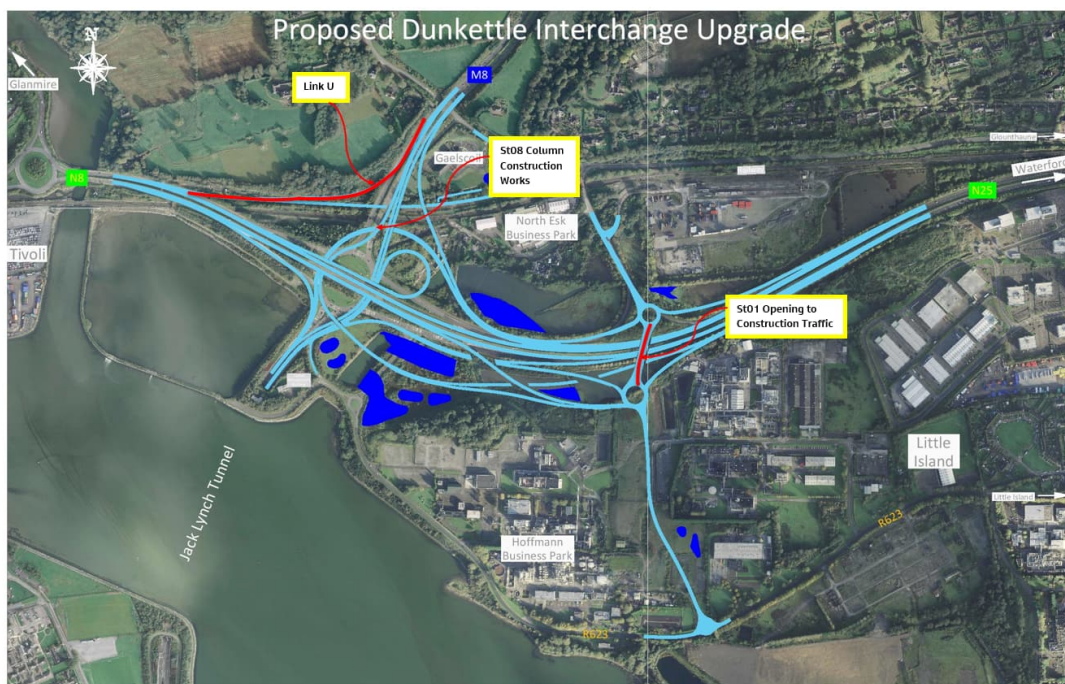 Proposed Dunkettle Interchange Upgrade
Glanmire
M8
Link U
Glounthaune
St08 Column
Construction
Works
Gaelscoil
Waterford
N8
N25
North Esk
Business Park
Tivoli
St01 Opening to
Construction Traffic
Little
Island
Jack Lynch Tunnel
Little Island
R623
Hoffmann
Business Park
R623